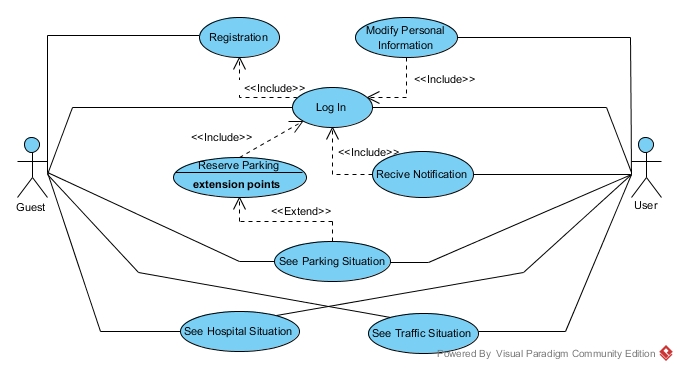 Registration
Modify Personal
Information
<<Include>>
<<Include>>
Log In
<<Include>>
<<Include>>
Reserve Parking
extension points
Recive Notification
Guest
User
<<Extend>>
See Parking Situation
See Hospital Situation
See Traffic Situation
Powered By Visual Paradigm Community Edition